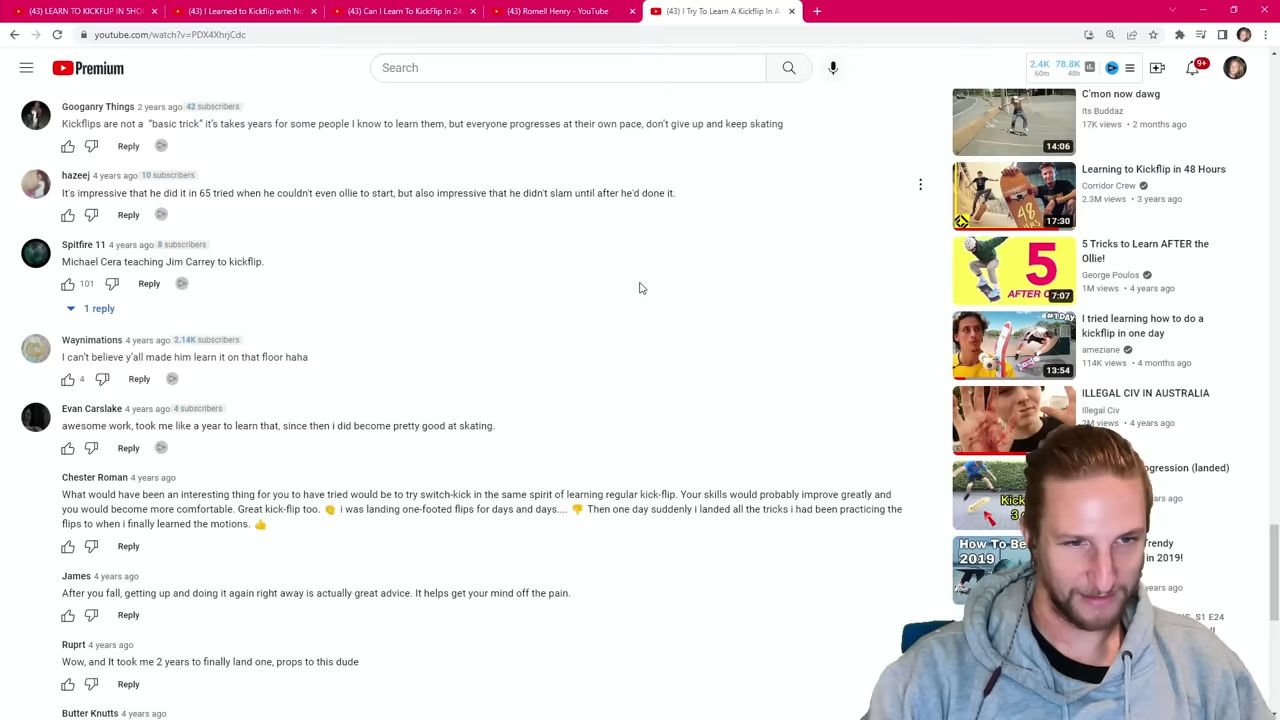 (43) LEARN TO KICKFLIP IN 5HO
(43) I Learned to Kickflip with No
(43) Can I Learn To KickFlip In 24
(43) Romell Henry - YouTube
(43) I Try To Learn A Kickflip In A
youtube.com/watch?v=PDX4XhrjCdc
Premium
Search
2.4K 78.8K
60m 48h
9+
Googanry Things 2 years ago 42 subscribers
Kickflips are not a “basic trick” it’s takes years for some people I know to learn them, but everyone progresses at their own pace, don’t give up and keep skating
Reply
hazeej 4 years ago 10 subscribers
It's impressive that he did it in 65 tried when he couldn't even ollie to start, but also impressive that he didn't slam until after he'd done it.
Reply
Spitfire 11 4 years ago 8 subscribers
Michael Cera teaching Jim Carrey to kickflip.
101 Reply
1 reply
Waynimations 4 years ago 2.14K subscribers
I can't believe y'all made him learn it on that floor haha
4 Reply
Evan Carslake 4 years ago 4 subscribers
awesome work, took me like a year to learn that, since then i did become pretty good at skating.
Reply
Chester Roman 4 years ago
What would have been an interesting thing for you to have tried would be to try switch-kick in the same spirit of learning regular kick-flip. Your skills would probably improve greatly and
you would become more comfortable. Great kick-flip too. 👏 i was landing one-footed flips for days and days.... 👎 Then one day suddenly i landed all the tricks i had been practicing the
flips to when i finally learned the motions. 👍
Reply
James 4 years ago
After you fall, getting up and doing it again right away is actually great advice. It helps get your mind off the pain.
Reply
Ruprt 4 years ago
Wow, and It took me 2 years to finally land one, props to this dude
Reply
Butter Knutts 4 years ago
C'mon now dawg
Its Buddaz
17K views • 2 months ago
14:06
Learning to Kickflip in 48 Hours
Corridor Crew
2.3M views • 3 years ago
48
17:30
5 Tricks to Learn AFTER the
Ollie!
George Poulos
1M views • 4 years ago
5
AFTER
7:07
I tried learning how to do a
kickflip in one day
ameziane
114K views • 4 months ago
#1 DAY
13:54
ILLEGAL CIV IN AUSTRALIA
Illegal Civ
2M views • 4 years ago
ogression (landed)
ears ago
Kick
3
Trendy
in 2019!
ears ago
How To Be
2019
S1 E24